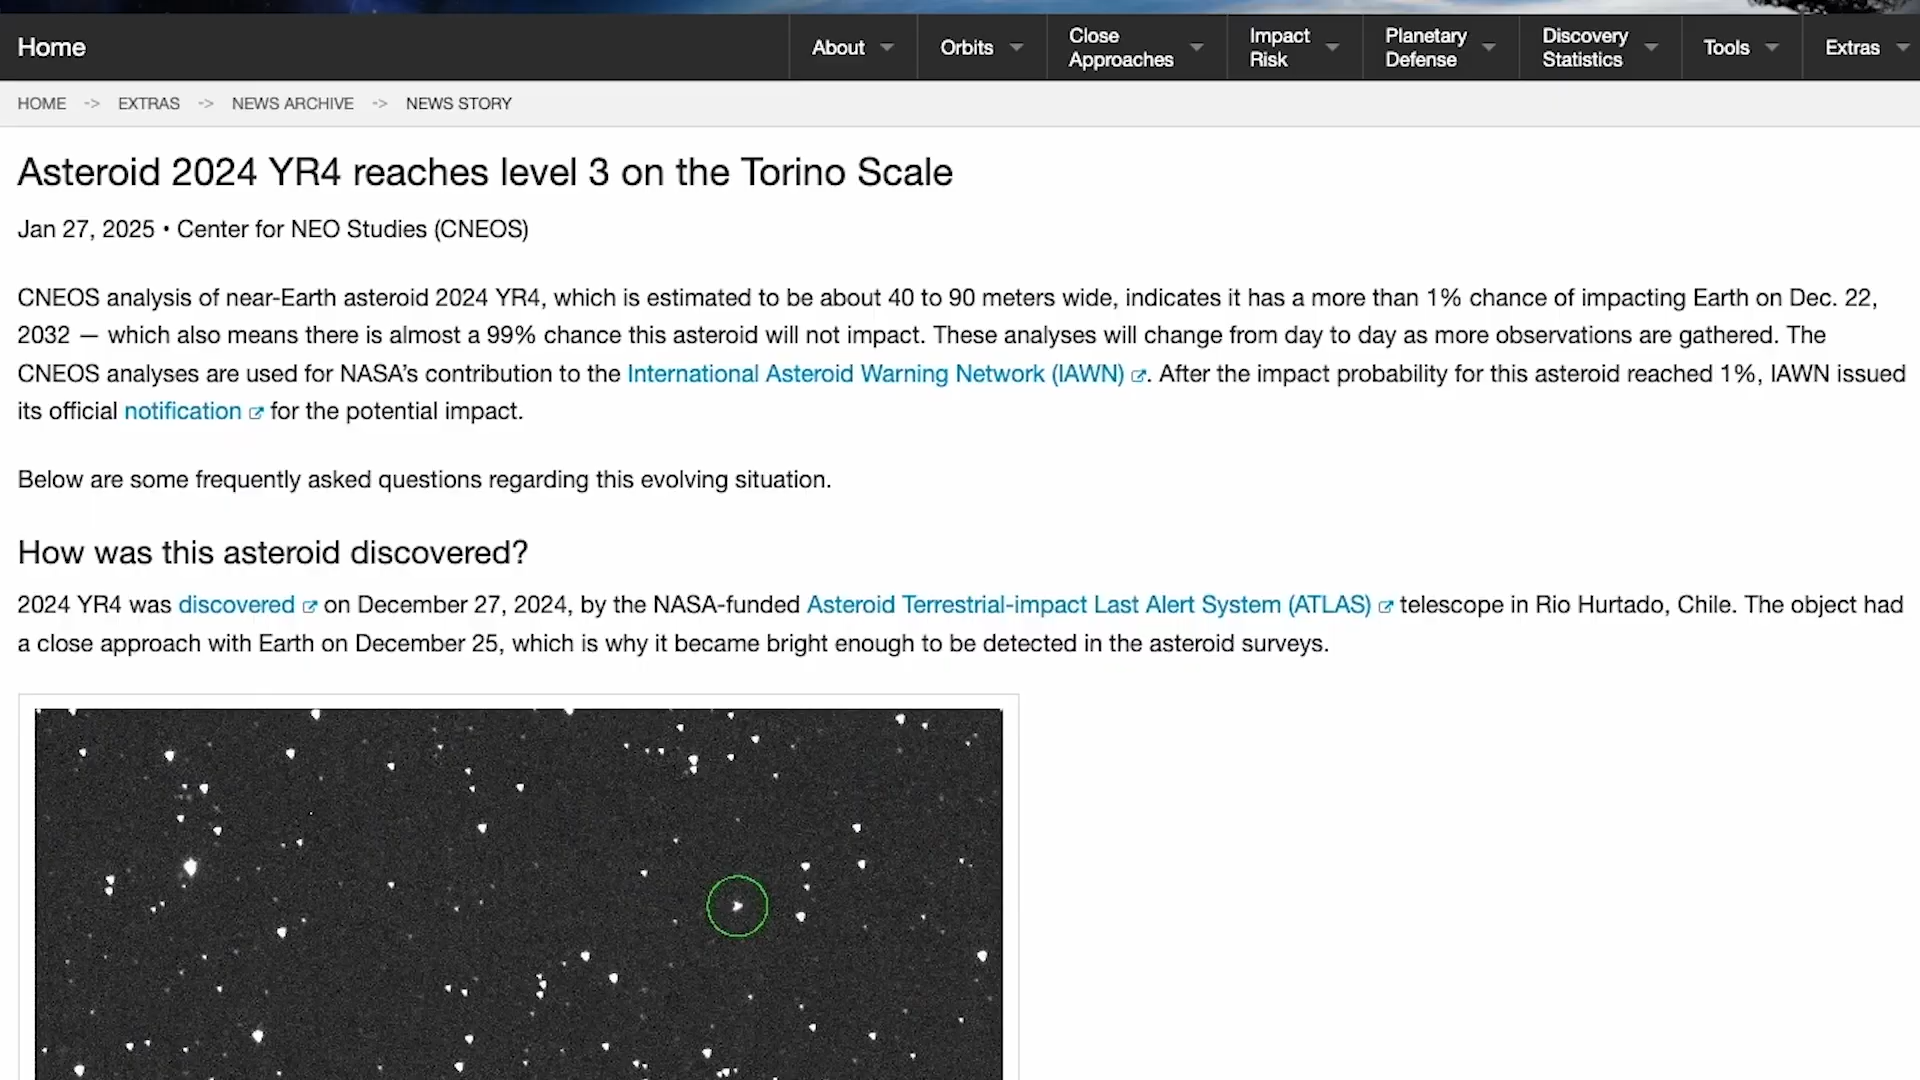 Home
About
Orbits
Close Approaches
Impact Risk
Planetary Defense
Discovery Statistics
Tools
Extras
HOME -> EXTRAS -> NEWS ARCHIVE -> NEWS STORY
Asteroid 2024 YR4 reaches level 3 on the Torino Scale
Jan 27, 2025 • Center for NEO Studies (CNEOS)
CNEOS analysis of near-Earth asteroid 2024 YR4, which is estimated to be about 40 to 90 meters wide, indicates it has a more than 1% chance of impacting Earth on Dec. 22,
2032 — which also means there is almost a 99% chance this asteroid will not impact. These analyses will change from day to day as more observations are gathered. The
CNEOS analyses are used for NASA’s contribution to the International Asteroid Warning Network (IAWN). After the impact probability for this asteroid reached 1%, IAWN issued
its official notification for the potential impact.
Below are some frequently asked questions regarding this evolving situation.
How was this asteroid discovered?
2024 YR4 was discovered on December 27, 2024, by the NASA-funded Asteroid Terrestrial-impact Last Alert System (ATLAS) telescope in Rio Hurtado, Chile. The object had
a close approach with Earth on December 25, which is why it became bright enough to be detected in the asteroid surveys.